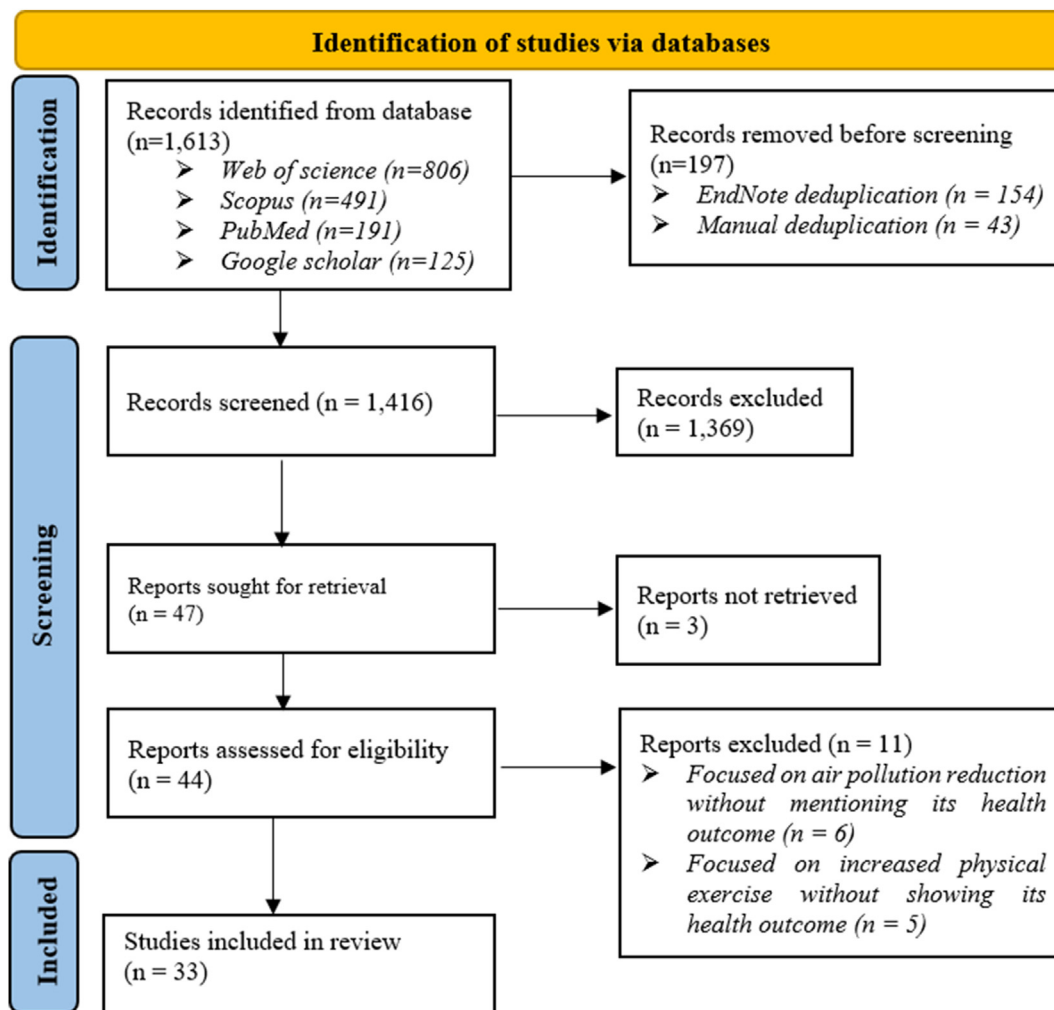 Identification of studies via databases
Identification
Records identified from database
(n=1,613)
➢ Web of science (n=806)
➢ Scopus (n=491)
➢ PubMed (n=191)
➢ Google scholar (n=125)
Records removed before screening
(n=197)
➢ EndNote deduplication (n = 154)
➢ Manual deduplication (n = 43)
Screening
Records screened (n = 1,416)
Records excluded
(n = 1,369)
Reports sought for retrieval
(n = 47)
Reports not retrieved
(n = 3)
Reports assessed for eligibility
(n = 44)
Reports excluded (n = 11)
➢ Focused on air pollution reduction
without mentioning its health
outcome (n = 6)
➢ Focused on increased physical
exercise without showing its
health outcome (n = 5)
Included
Studies included in review
(n = 33)